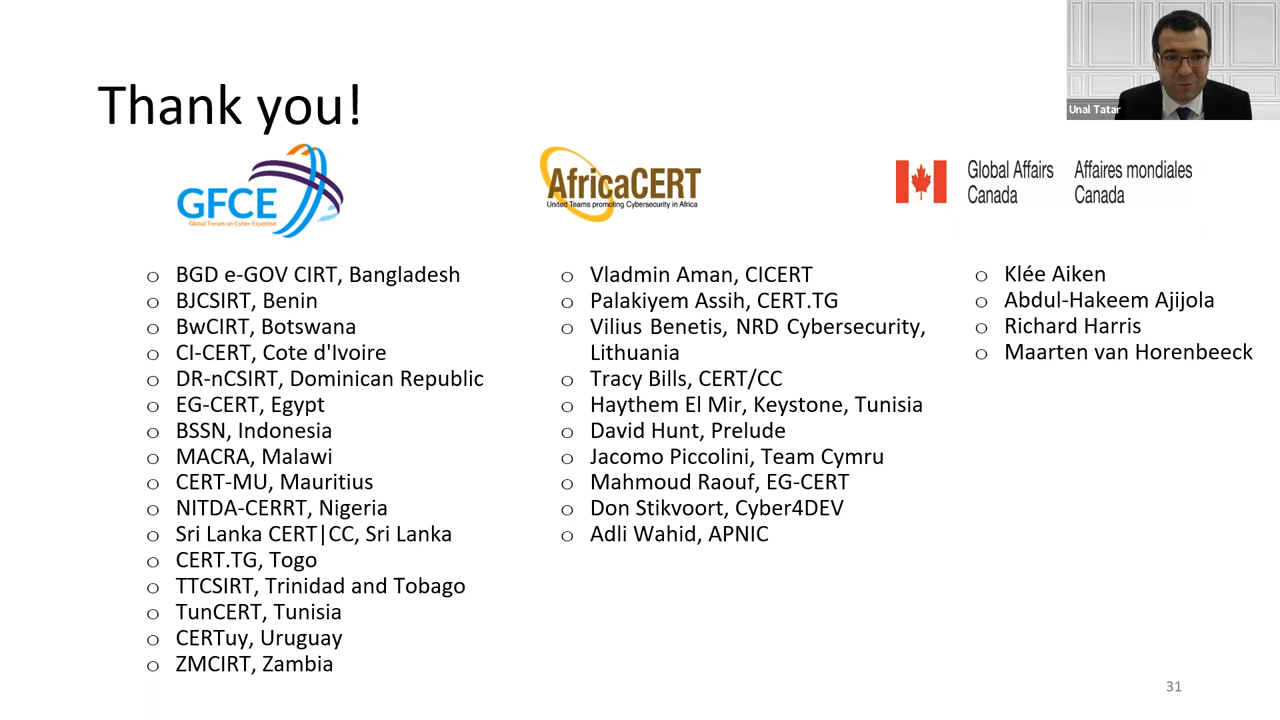 Unal Tatar
Thank you!
GFCE
Global Forum on Cyber Expertise
AfricaCERT
United Teams promoting Cybersecurity in Africa
Global Affairs
Canada
Affaires mondiales
Canada
BGD e-GOV CIRT, Bangladesh
BJCSIRT, Benin
BwCIRT, Botswana
CI-CERT, Cote d'Ivoire
DR-nCSIRT, Dominican Republic
EG-CERT, Egypt
BSSN, Indonesia
MACRA, Malawi
CERT-MU, Mauritius
NITDA-CERRT, Nigeria
Sri Lanka CERT|CC, Sri Lanka
CERT.TG, Togo
TTCSIRT, Trinidad and Tobago
TunCERT, Tunisia
CERTuy, Uruguay
ZMCIRT, Zambia
Vladmin Aman, CICERT
Palakiyem Assih, CERT.TG
Vilius Benetis, NRD Cybersecurity,
Lithuania
Tracy Bills, CERT/CC
Haythem El Mir, Keystone, Tunisia
David Hunt, Prelude
Jacomo Piccolini, Team Cymru
Mahmoud Raouf, EG-CERT
Don Stikvoort, Cyber4DEV
Adli Wahid, APNIC
Klée Aiken
Abdul-Hakeem Ajijola
Richard Harris
Maarten van Horenbeeck
31